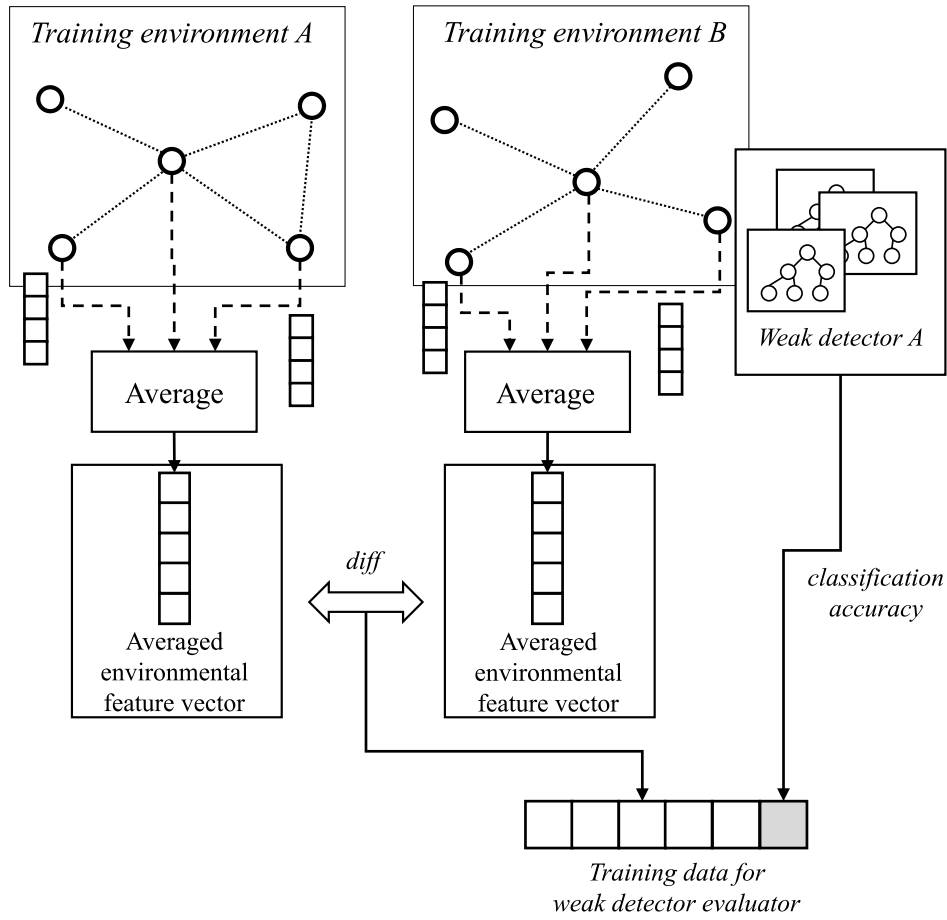 Training environment A
Training environment B
Weak detector A
Average
Average
diff
classification
accuracy
Averaged
environmental
feature vector
Averaged
environmental
feature vector
Training data for
weak detector evaluator